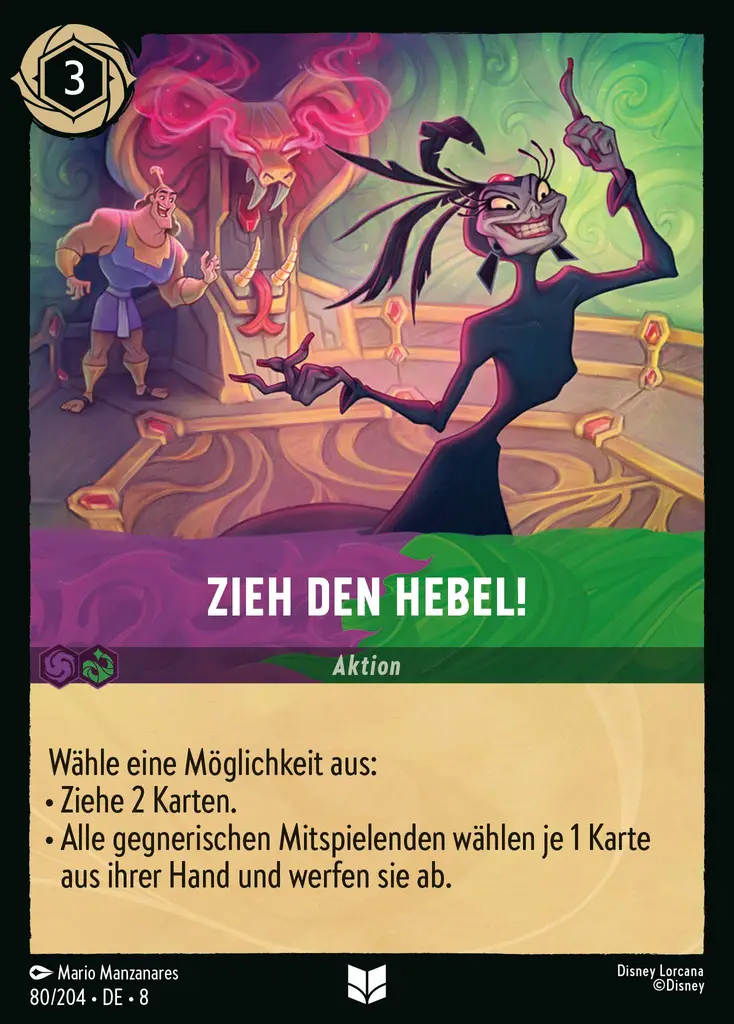 3
ZIEH DEN HEBEL!
Aktion
Wähle eine Möglichkeit aus:
• Ziehe 2 Karten.
• Alle gegnerischen Mitspielenden wählen je 1 Karte
aus ihrer Hand und werfen sie ab.
Mario Manzanares
Disney Lorcana
80/204 • DE • 8
©Disney